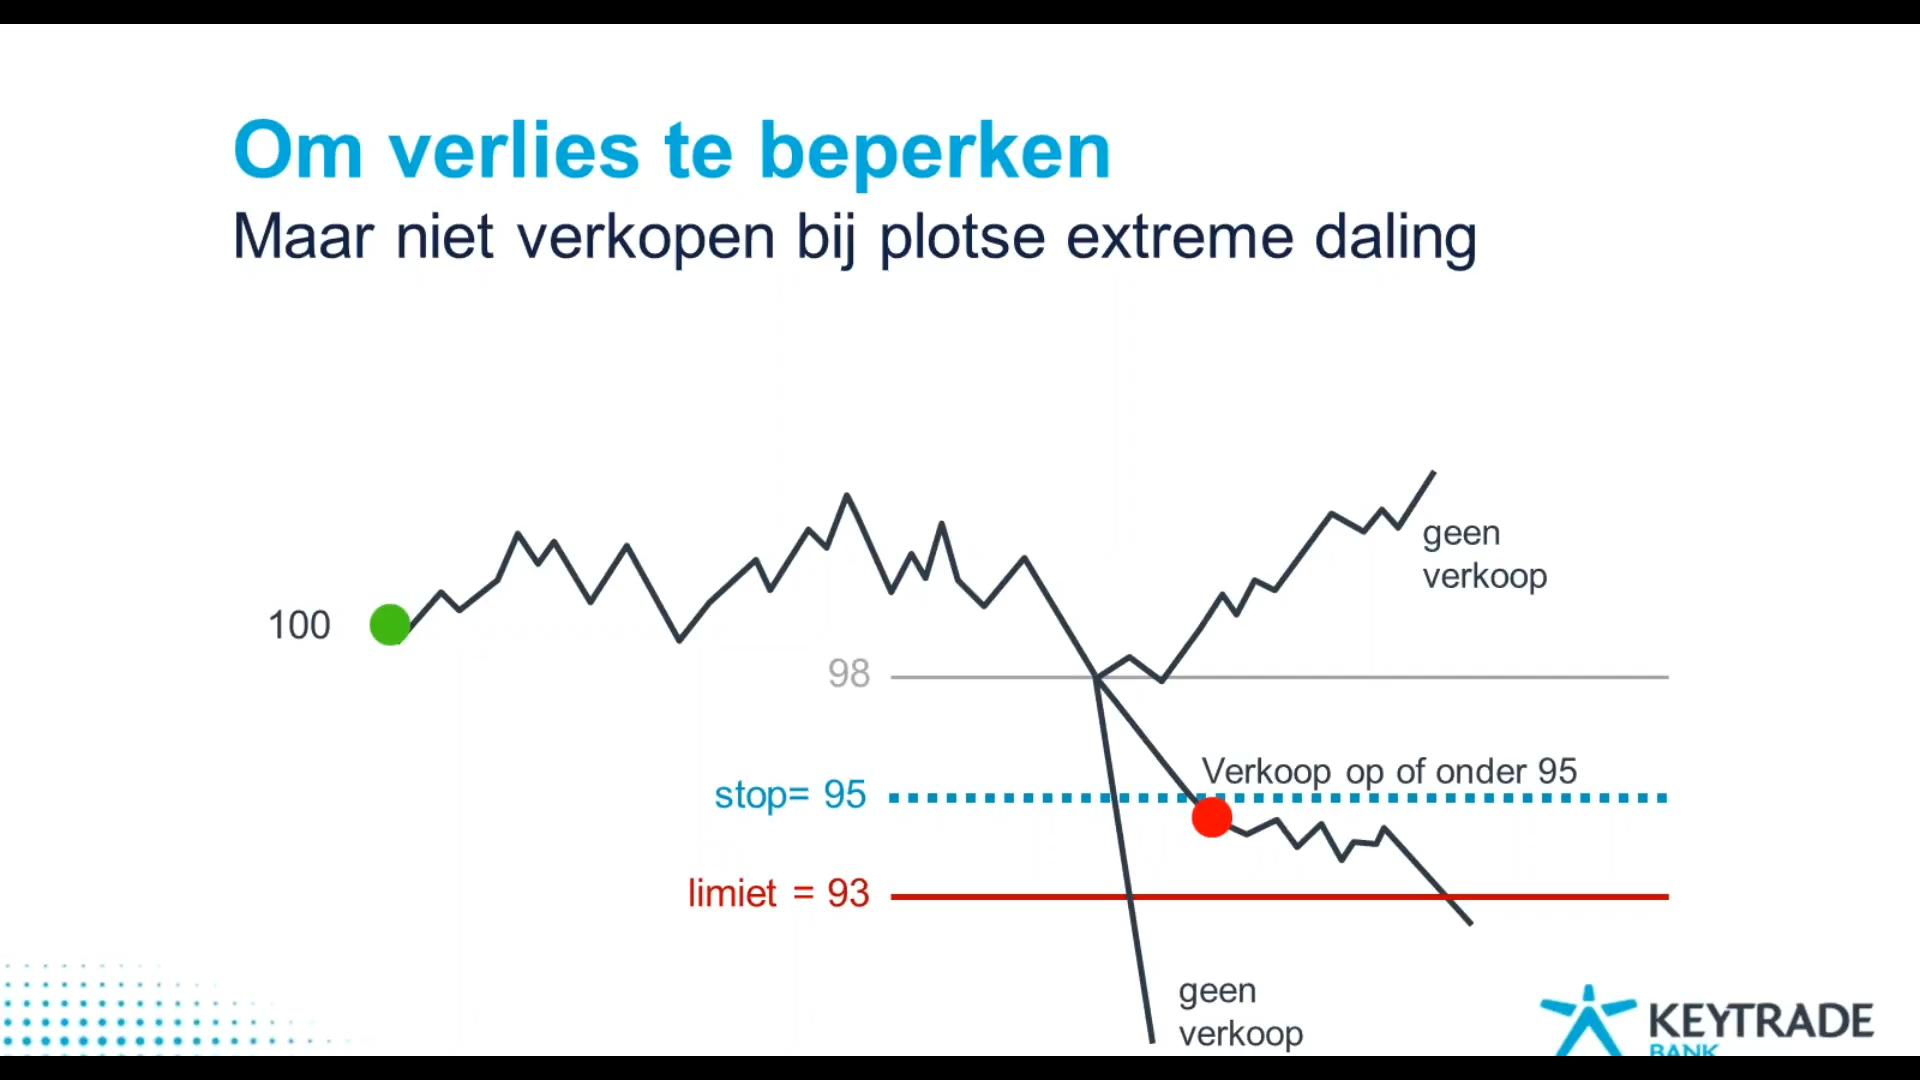 Om verlies te beperken
Maar niet verkopen bij plotse extreme daling
geen
verkoop
100
98
Verkoop op of onder 95
stop= 95
limiet = 93
geen
verkoop
KEYTRADE
BANK